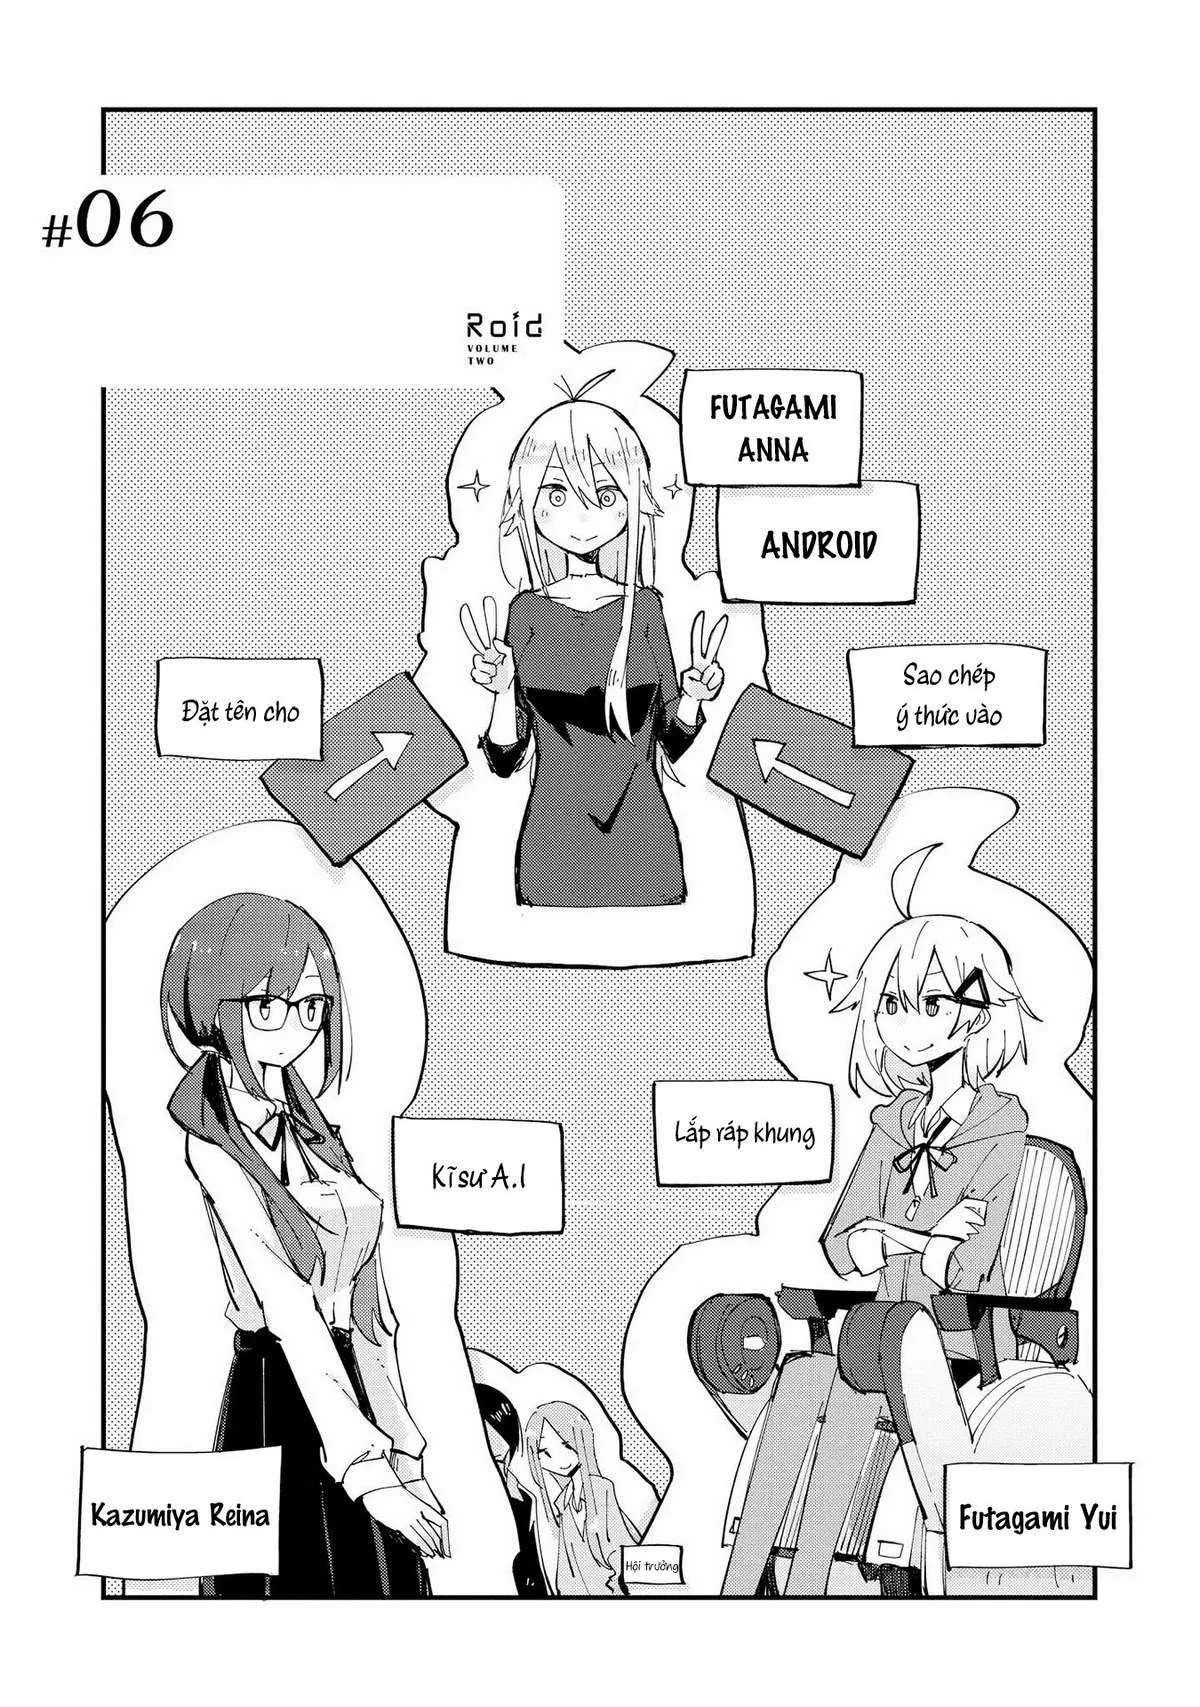 #06
Roid
VOLUME
TWO
FUTAGAMI
ANNA
ANDROID
Đặt tên cho
Sao chép
ý thức vào
Kĩ sư A.I
Lắp ráp khung
Kazumiya Reina
Futagami Yui
Hội trưởng